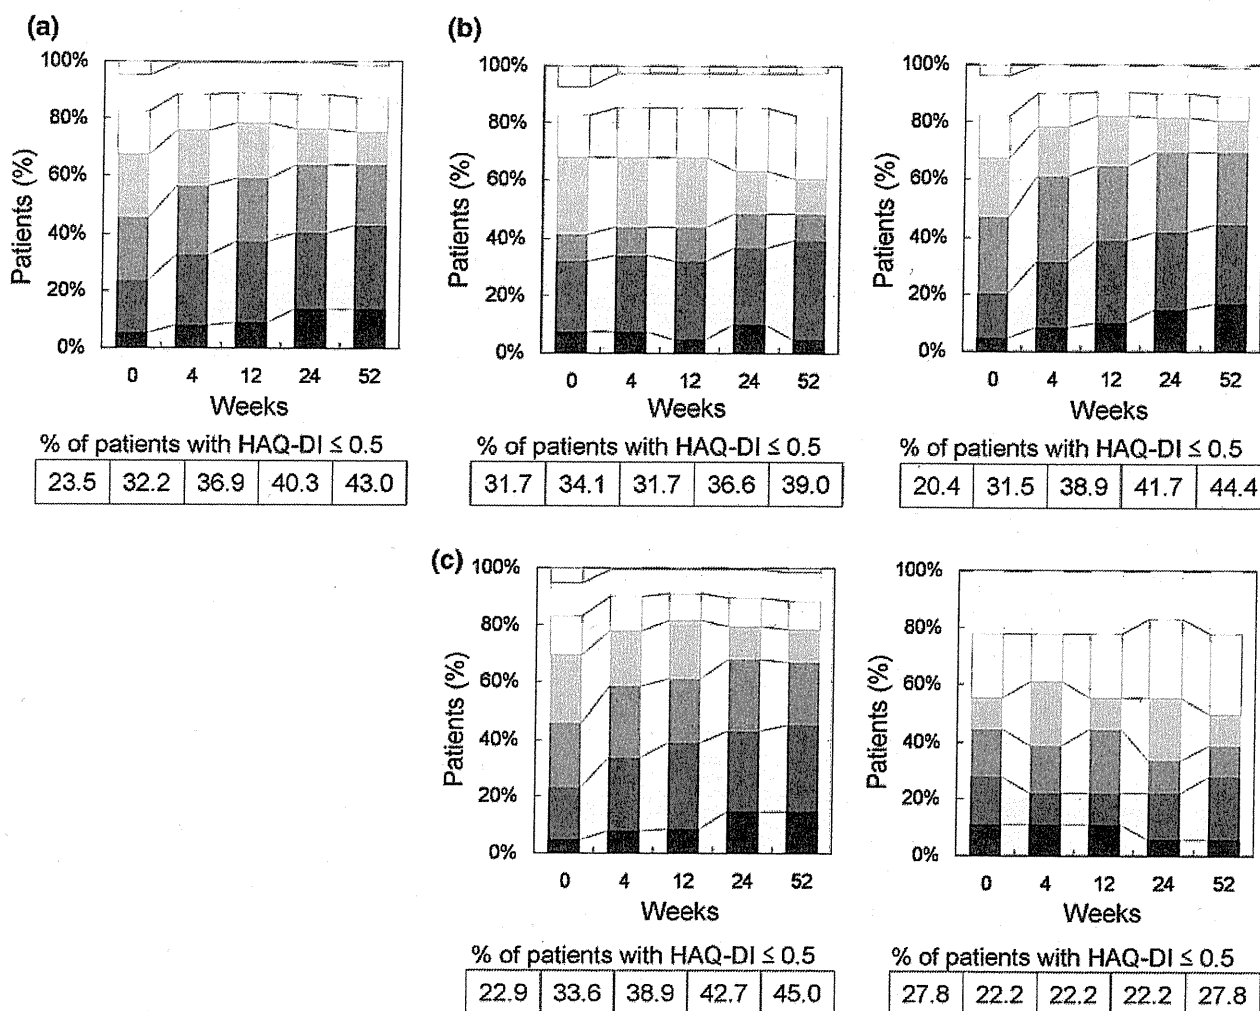 (a)
100%
80%
60%
40%
20%
0%
Patients (%)
0 4 12 24 52
Weeks
% of patients with HAQ-DI ≤ 0.5
23.5 32.2 36.9 40.3 43.0
(b)
100%
80%
60%
40%
20%
0%
Patients (%)
0 4 12 24 52
Weeks
% of patients with HAQ-DI ≤ 0.5
31.7 34.1 31.7 36.6 39.0
100%
80%
60%
40%
20%
0%
Patients (%)
0 4 12 24 52
Weeks
% of patients with HAQ-DI ≤ 0.5
20.4 31.5 38.9 41.7 44.4
(c)
100%
80%
60%
40%
20%
0%
Patients (%)
0 4 12 24 52
Weeks
% of patients with HAQ-DI ≤ 0.5
22.9 33.6 38.9 42.7 45.0
100%
80%
60%
40%
20%
0%
Patients (%)
0 4 12 24 52
Weeks
% of patients with HAQ-DI ≤ 0.5
27.8 22.2 22.2 22.2 27.8